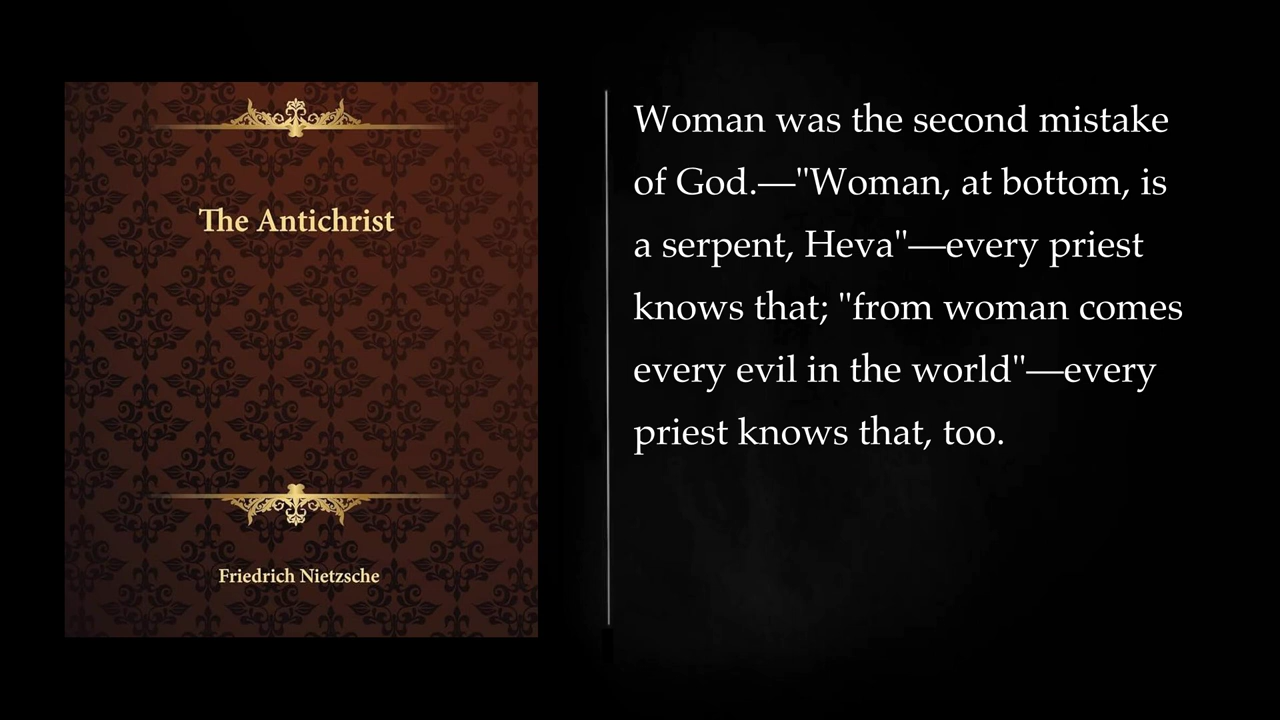 The Antichrist
Friedrich Nietzsche
Woman was the second mistake
of God.—"Woman, at bottom, is
a serpent, Heva"—every priest
knows that; "from woman comes
every evil in the world"—every
priest knows that, too.